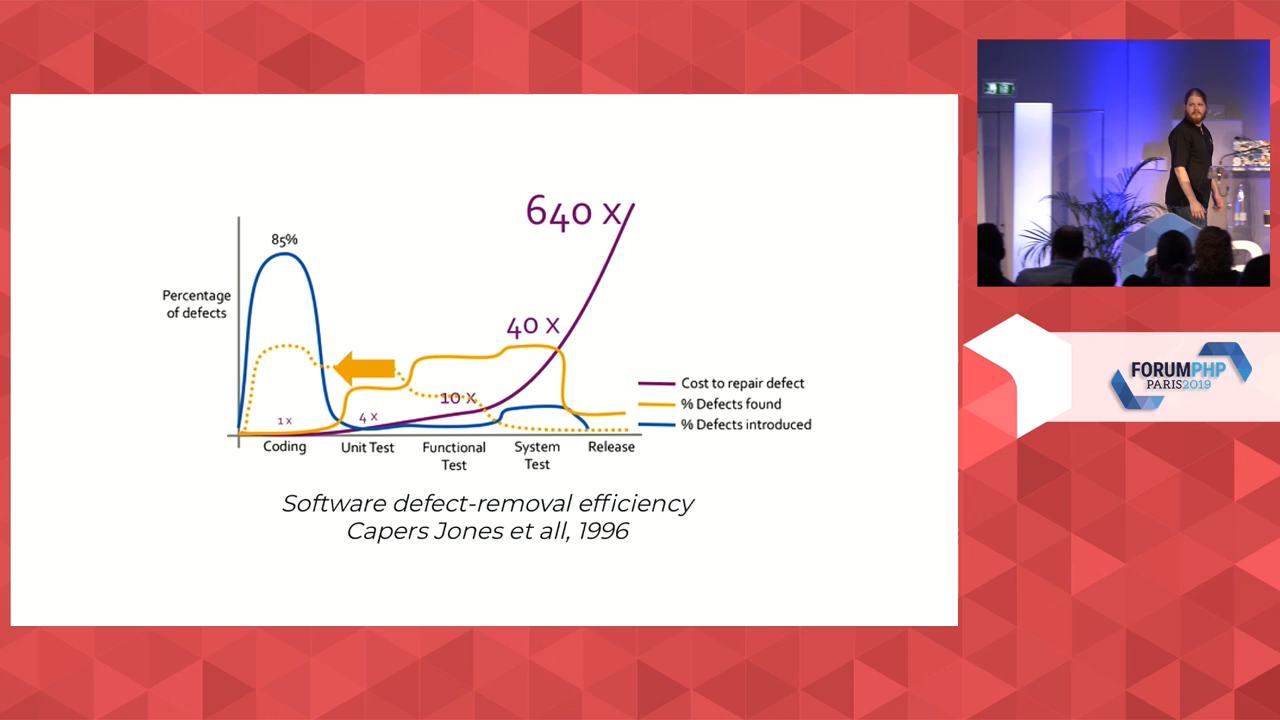 640 x
85%
Percentage
of defects
40 x
10 x
1 x
4 x
Cost to repair defect
% Defects found
% Defects introduced
Coding
Unit Test
Functional
Test
System
Test
Release
Software defect-removal efficiency
Capers Jones et all, 1996
FORUMPHP
PARIS2019